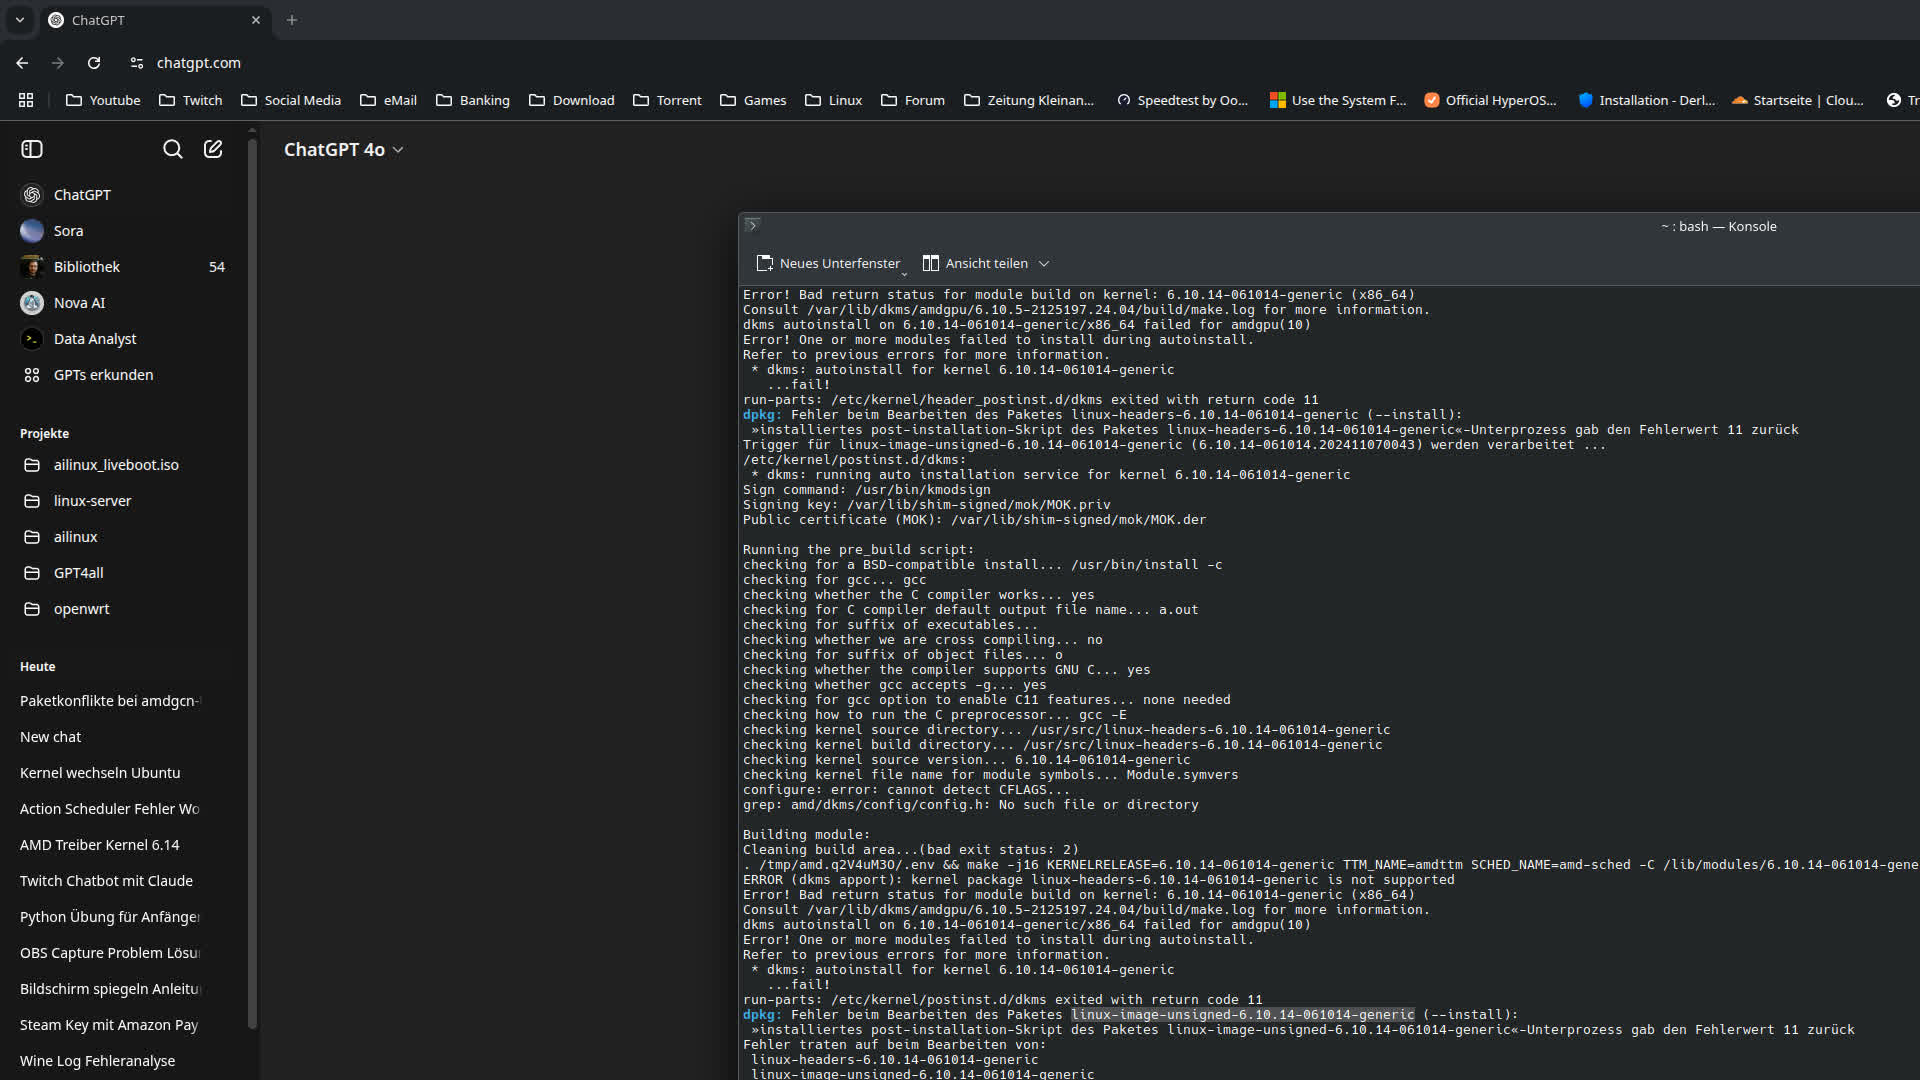 ChatGPT
chatgpt.com
Youtube
Twitch
Social Media
eMail
Banking
Download
Torrent
Games
Linux
Forum
Zeitung Kleinan...
Speedtest by Oo...
Use the System F...
Official HyperOS...
Installation - Derl...
Startseite | Clou...
Tr
ChatGPT 4o
ChatGPT
Sora
Bibliothek 54
Nova AI
Data Analyst
GPTs erkunden
Projekte
ailinux_liveboot.iso
linux-server
ailinux
GPT4all
openwrt
Heute
Paketkonflikte bei amdgcn-
New chat
Kernel wechseln Ubuntu
Action Scheduler Fehler Wo
AMD Treiber Kernel 6.14
Twitch Chatbot mit Claude
Python Übung für Anfänger
OBS Capture Problem Lösu
Bildschirm spiegeln Anleitu
Steam Key mit Amazon Pay
Wine Log Fehleranalyse
~ : bash — Konsole
Neues Unterfenster
Ansicht teilen
Error! Bad return status for module build on kernel: 6.10.14-061014-generic (x86_64)
Consult /var/lib/dkms/amdgpu/6.10.5-2125197.24.04/build/make.log for more information.
dkms autoinstall on 6.10.14-061014-generic/x86_64 failed for amdgpu(10)
Error! One or more modules failed to install during autoinstall.
Refer to previous errors for more information.
* dkms: autoinstall for kernel 6.10.14-061014-generic
...fail!
run-parts: /etc/kernel/header_postinst.d/dkms exited with return code 11
dpkg: Fehler beim Bearbeiten des Paketes linux-headers-6.10.14-061014-generic (--install):
»installiertes post-installation-Skript des Paketes linux-headers-6.10.14-061014-generic«-Unterprozess gab den Fehlerwert 11 zurück
Trigger für linux-image-unsigned-6.10.14-061014-generic (6.10.14-061014.202411070043) werden verarbeitet ...
/etc/kernel/postinst.d/dkms:
* dkms: running auto installation service for kernel 6.10.14-061014-generic
Sign command: /usr/bin/kmodsign
Signing key: /var/lib/shim-signed/mok/MOK.priv
Public certificate (MOK): /var/lib/shim-signed/mok/MOK.der
Running the pre_build script:
checking for a BSD-compatible install... /usr/bin/install -c
checking for gcc... gcc
checking whether the C compiler works... yes
checking for C compiler default output file name... a.out
checking for suffix of executables...
checking whether we are cross compiling... no
checking for suffix of object files... o
checking whether the compiler supports GNU C... yes
checking whether gcc accepts -g... yes
checking for gcc option to enable C11 features... none needed
checking how to run the C preprocessor... gcc -E
checking kernel source directory... /usr/src/linux-headers-6.10.14-061014-generic
checking kernel build directory... /usr/src/linux-headers-6.10.14-061014-generic
checking kernel source version... 6.10.14-061014-generic
checking kernel file name for module symbols... Module.symvers
configure: error: cannot detect CFLAGS...
grep: amd/dkms/config/config.h: No such file or directory
Building module:
Cleaning build area...(bad exit status: 2)
. /tmp/amd.q2V4uM3O/.env && make -j16 KERNELRELEASE=6.10.14-061014-generic TTM_NAME=amdttm SCHED_NAME=amd-sched -C /lib/modules/6.10.14-061014-gene
ERROR (dkms apport): kernel package linux-headers-6.10.14-061014-generic is not supported
Error! Bad return status for module build on kernel: 6.10.14-061014-generic (x86_64)
Consult /var/lib/dkms/amdgpu/6.10.5-2125197.24.04/build/make.log for more information.
dkms autoinstall on 6.10.14-061014-generic/x86_64 failed for amdgpu(10)
Error! One or more modules failed to install during autoinstall.
Refer to previous errors for more information.
* dkms: autoinstall for kernel 6.10.14-061014-generic
...fail!
run-parts: /etc/kernel/postinst.d/dkms exited with return code 11
dpkg: Fehler beim Bearbeiten des Paketes linux-image-unsigned-6.10.14-061014-generic (--install):
»installiertes post-installation-Skript des Paketes linux-image-unsigned-6.10.14-061014-generic«-Unterprozess gab den Fehlerwert 11 zurück
Fehler traten auf beim Bearbeiten von:
linux-headers-6.10.14-061014-generic
linux-image-unsigned-6.10.14-061014-generic